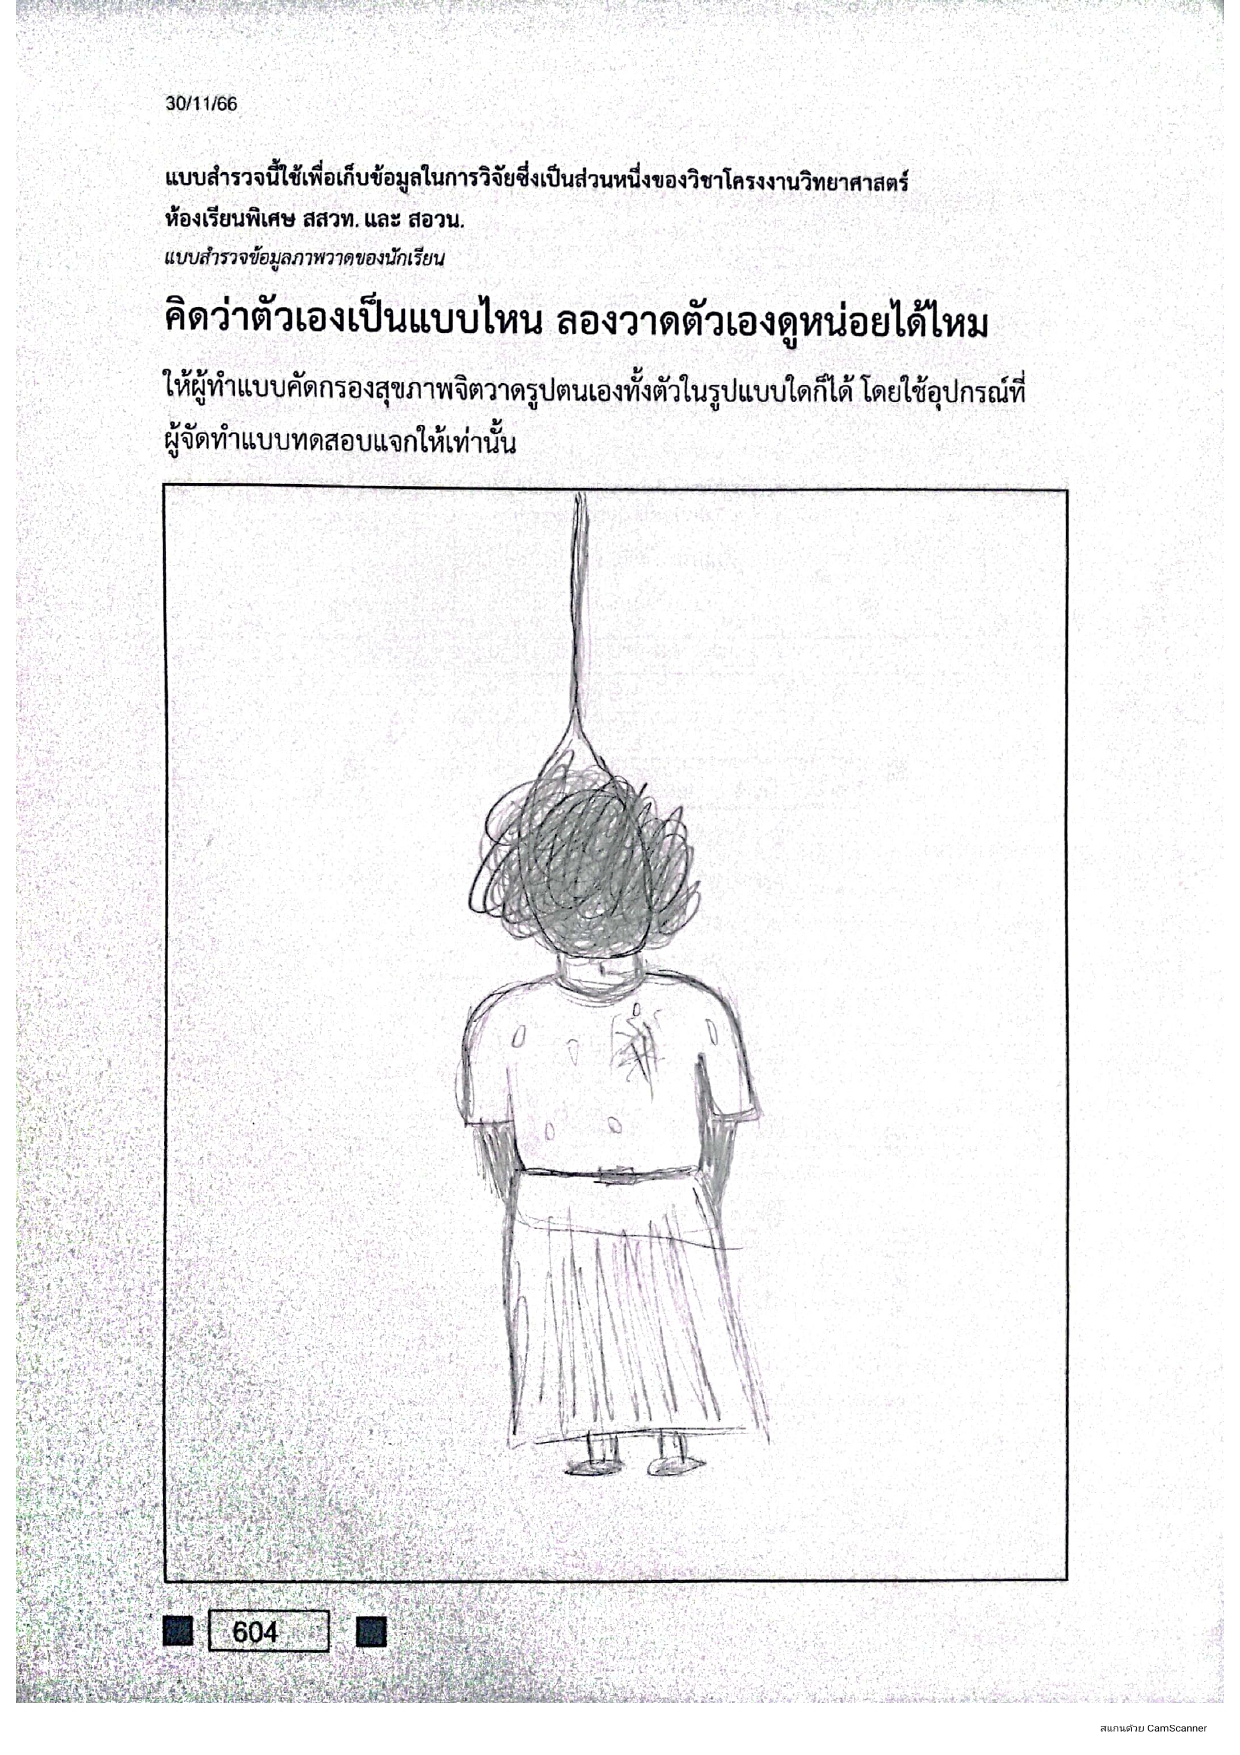 30/11/66
แบบสำรวจนี้ใช้เพื่อเก็บข้อมูลในการวิจัยซึ่งเป็นส่วนหนึ่งของวิชาโครงงานวิทยาศาสตร์
ห้องเรียนพิเศษ สสวท. และ สอวน.
แบบสำรวจข้อมูลภาพวาดของนักเรียน
คิดว่าตัวเองเป็นแบบไหน ลองวาดตัวเองดูหน่อยได้ไหม
ให้ผู้ทำแบบคัดกรองสุขภาพจิตวาดรูปตนเองทั้งตัวในรูปแบบใดก็ได้ โดยใช้อุปกรณ์ที่
ผู้จัดทำแบบทดสอบแจกให้เท่านั้น
604
สแกนด้วย CamScanner